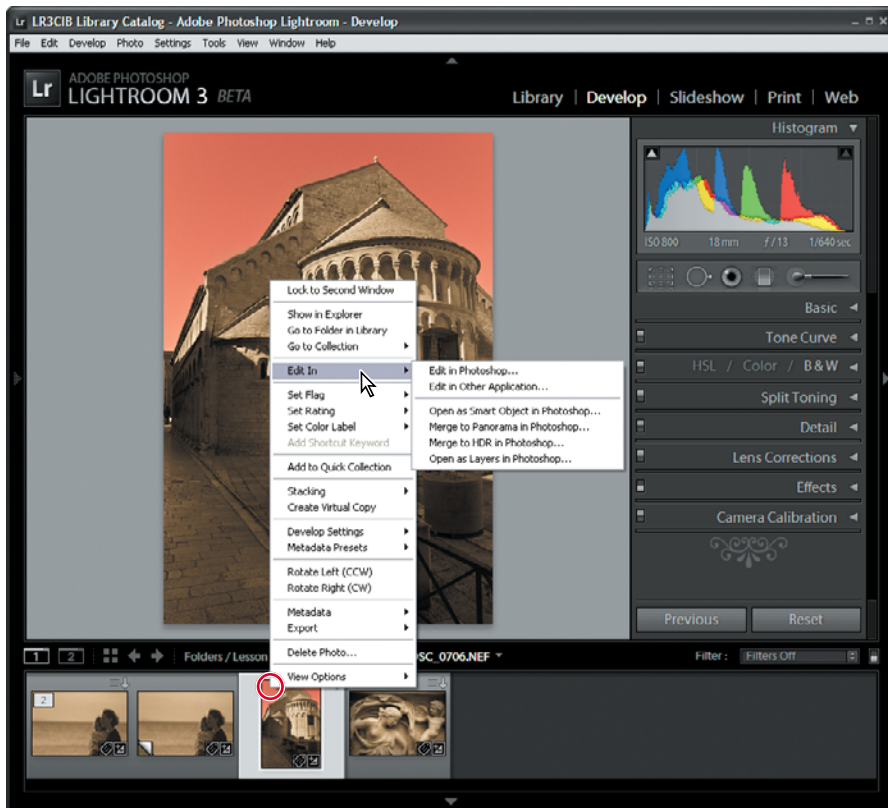 Lr LR3CIB Library Catalog - Adobe Photoshop Lightroom - Develop
File Edit Develop Photo Settings Tools View Window Help
Lr ADOBE PHOTOSHOP
LIGHTROOM 3 BETA
Library | Develop | Slideshow | Print | Web
Histogram
ISO 800 18 mm f / 13 1/640 sec
Basic
Tone Curve
HSL / Color / B & W
Split Toning
Detail
Lens Corrections
Effects
Camera Calibration
Previous Reset
Lock to Second Window
Show in Explorer
Go to Folder in Library
Go to Collection
Edit In
Set Flag
Set Rating
Set Color Label
Add Shortcut Keyword
Add to Quick Collection
Stacking
Create Virtual Copy
Develop Settings
Metadata Presets
Rotate Left (CCW)
Rotate Right (CW)
Metadata
Export
Delete Photo...
View Options
Edit in Photoshop...
Edit in Other Application...
Open as Smart Object in Photoshop...
Merge to Panorama in Photoshop...
Merge to HDR in Photoshop...
Open as Layers in Photoshop...
1 2 Folders / Lesson SC_0706.NEF Filter : Filters Off
2